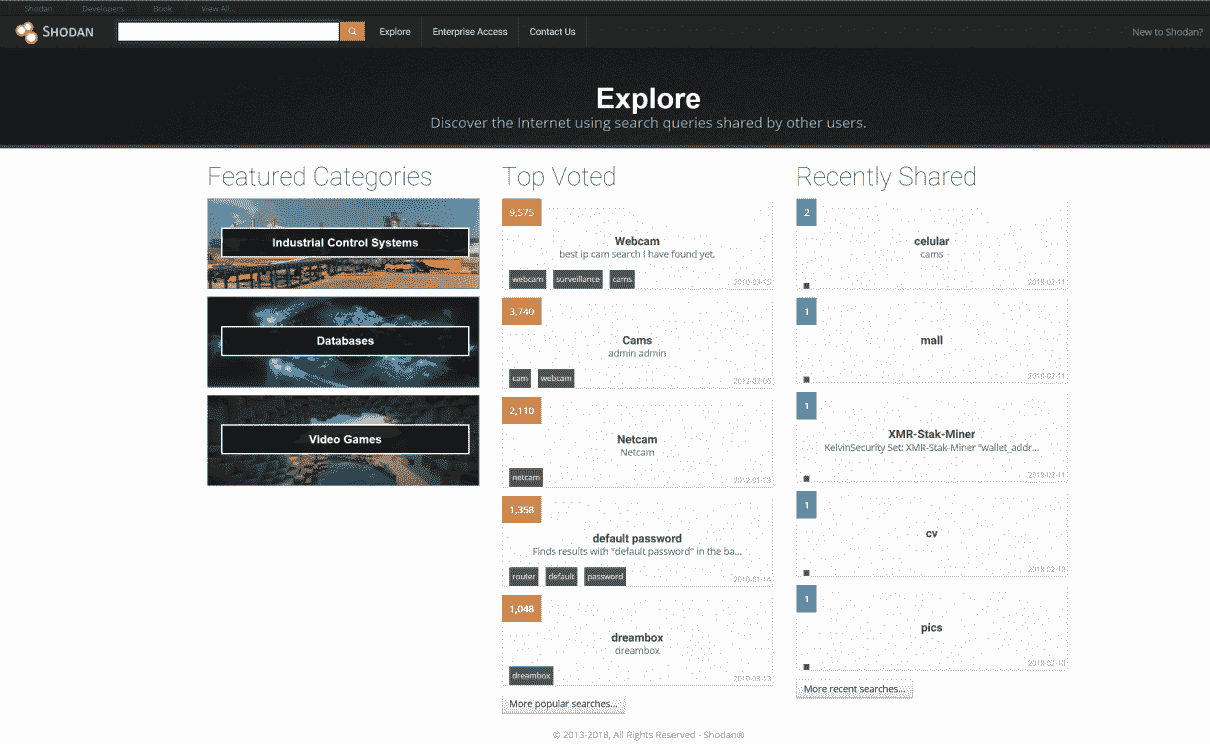 Shodan Developers Book View All...
SHODAN Explore Enterprise Access Contact Us New to Shodan?
Explore
Discover the Internet using search queries shared by other users.
Featured Categories
Industrial Control Systems
Databases
Video Games
Top Voted
9,575
Webcam
best ip cam search i have found yet.
webcam surveillance cams
2010-03-15
3,740
Cams
admin admin
cam webcam
2012-02-06
2,110
Netcam
Netcam
netcam
2012-01-13
1,358
default password
Finds results with "default password" in the ba...
router default password
2010-01-14
1,048
dreambox
dreambox
dreambox
2010-08-13
More popular searches...
Recently Shared
2
celular
cams
2018-02-11
1
mall
2018-02-11
1
XMR-Stak-Miner
KelvinSecurity Set: XMR-Stak-Miner "wallet_addr...
2018-02-11
1
cv
2018-02-10
1
pics
2018-02-10
More recent searches...
© 2013-2018, All Rights Reserved - Shodan®